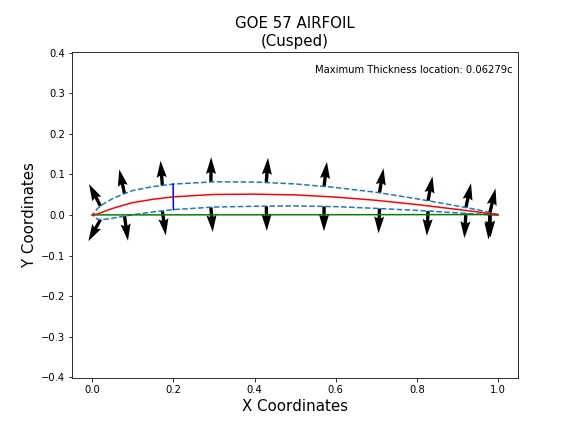 GOE 57 AIRFOIL
(Cusped)
Maximum Thickness location: 0.06279c
0.4
0.3
0.2
0.1
0.0
−0.1
−0.2
−0.3
−0.4
Y Coordinates
0.0 0.2 0.4 0.6 0.8 1.0
X Coordinates